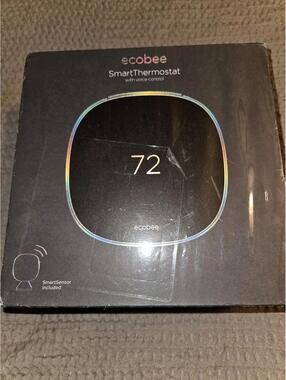 ecobee
SmartThermostat
with voice control
72
ecobee
SmartSensor
included